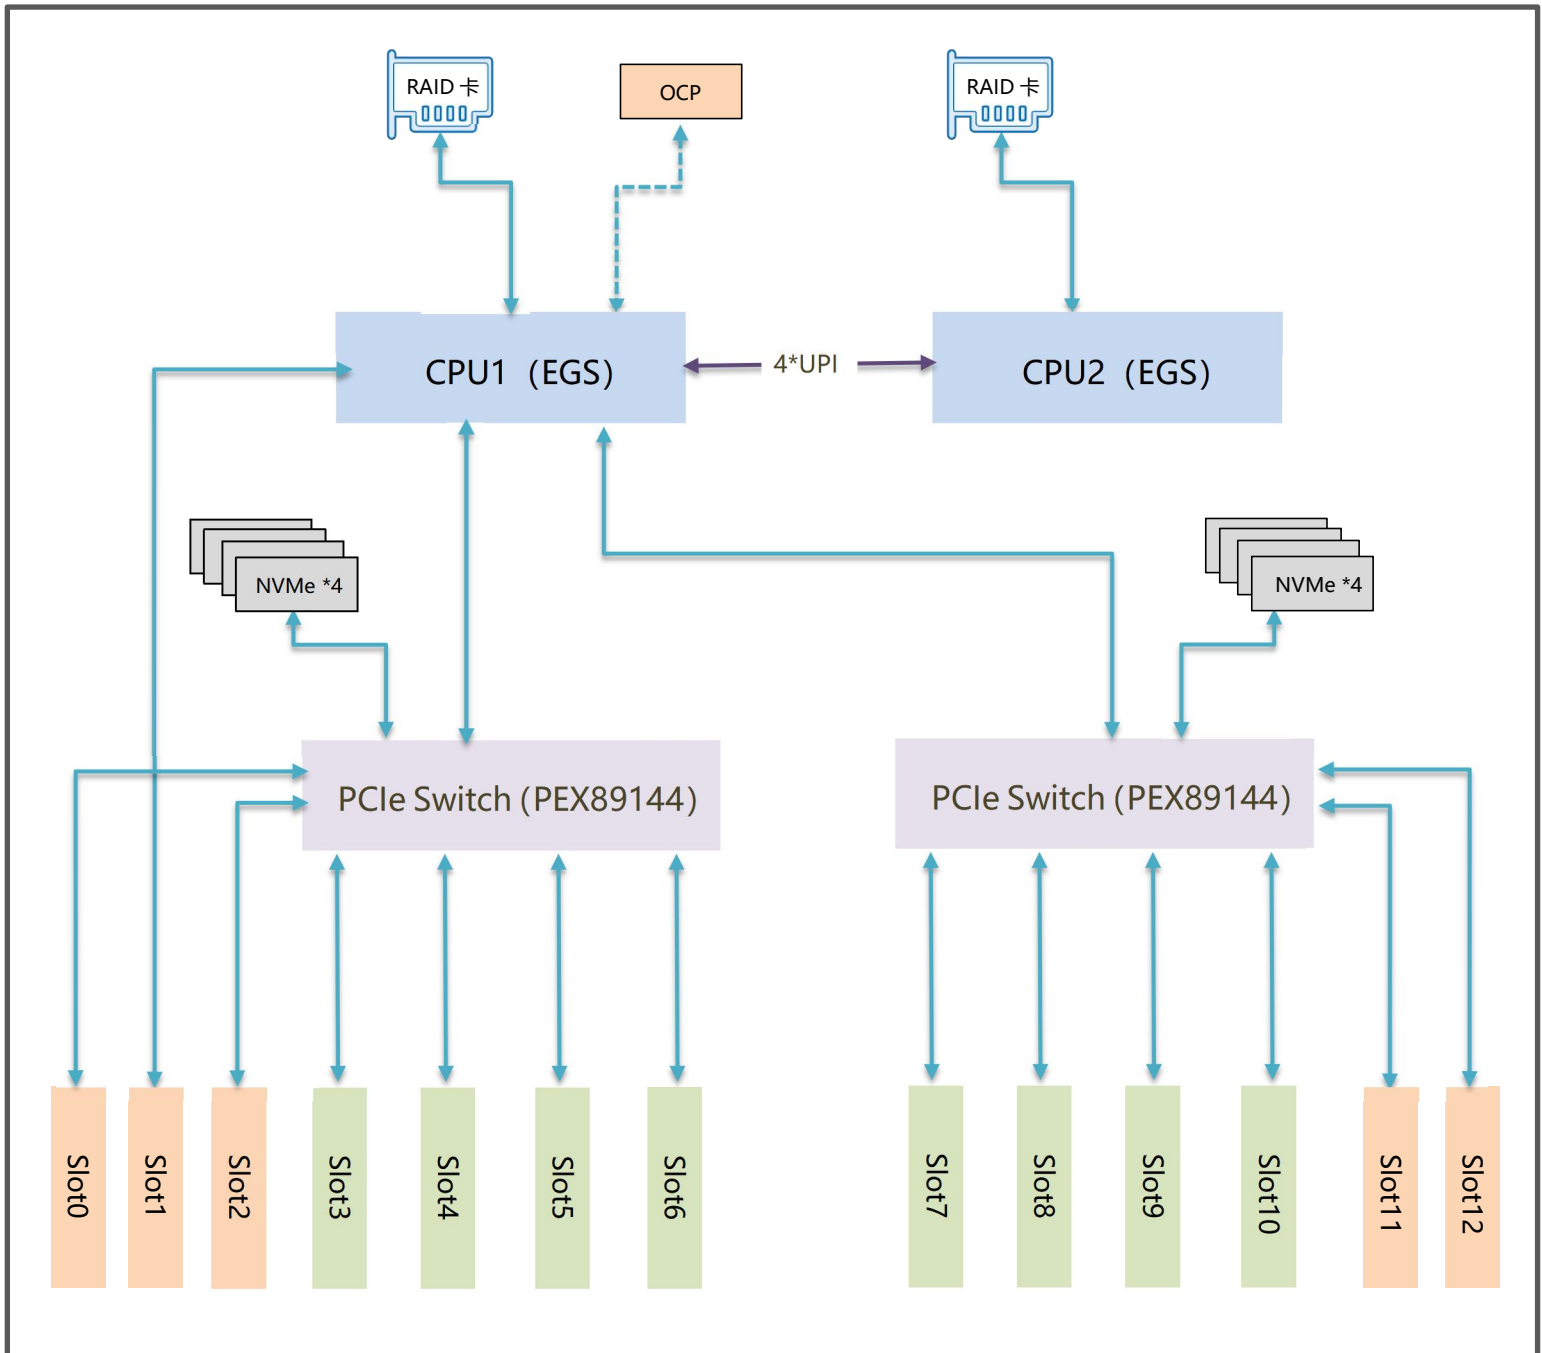 RAID 卡
OCP
RAID 卡
CPU1（EGS）
4*UPI
CPU2（EGS）
NVMe *4
NVMe *4
PCIe Switch（PEX89144）
PCIe Switch（PEX89144）
Slot0
Slot1
Slot2
Slot3
Slot4
Slot5
Slot6
Slot7
Slot8
Slot9
Slot10
Slot11
Slot12